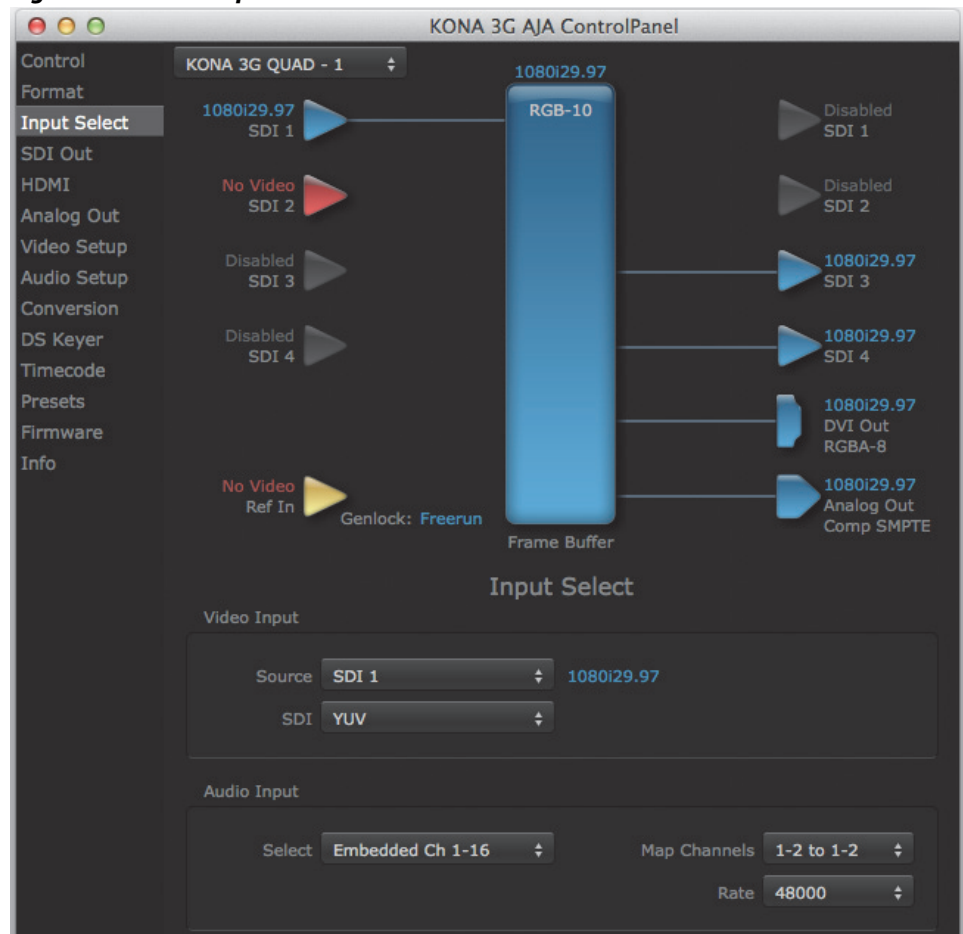 KONA 3G AJA ControlPanel
Control
Format
Input Select
SDI Out
HDMI
Analog Out
Video Setup
Audio Setup
Conversion
DS Keyer
Timecode
Presets
Firmware
Info
KONA 3G QUAD - 1
1080i29.97
RGB-10
1080i29.97
SDI 1
No Video
SDI 2
Disabled
SDI 3
Disabled
SDI 4
No Video
Ref In
Genlock: Freerun
Frame Buffer
Disabled
SDI 1
Disabled
SDI 2
1080i29.97
SDI 3
1080i29.97
SDI 4
1080i29.97
DVI Out
RGBA-8
1080i29.97
Analog Out
Comp SMPTE
Input Select
Video Input
Source SDI 1 1080i29.97
SDI YUV
Audio Input
Select Embedded Ch 1-16 Map Channels 1-2 to 1-2
Rate 48000